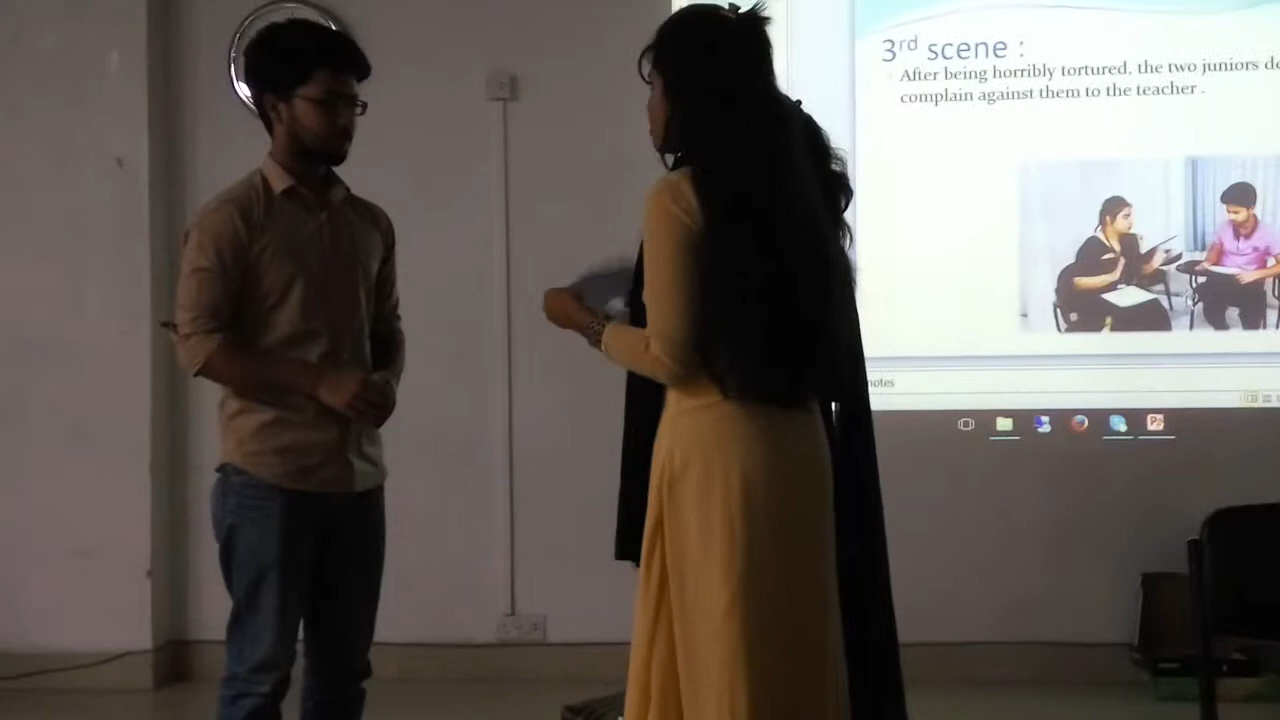 3rd scene :
After being horribly tortured, the two juniors
complain against them to the teacher .
notes